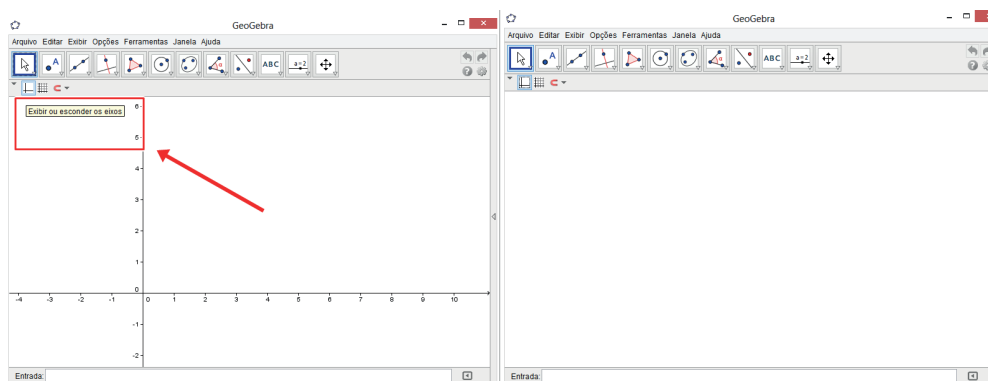 GeoGebra
Arquivo Editar Exibir Opções Ferramentas Janela Ajuda
A
α
ABC
a=2
Exibir ou esconder os eixos
6
5
4
3
2
1
0
-4 -3 -2 -1 0 1 2 3 4 5 6 7 8 9 10
-1
-2
Entrada:
GeoGebra
Arquivo Editar Exibir Opções Ferramentas Janela Ajuda
A
α
ABC
a=2
Entrada: